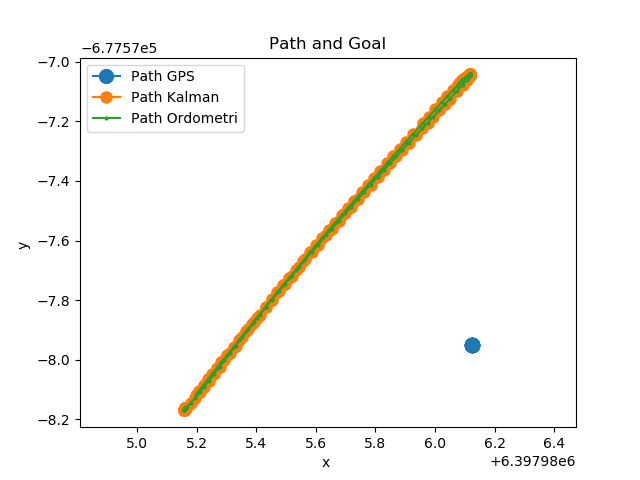 Path and Goal
−6.7757e5
Path GPS
Path Kalman
Path Ordometri
y
−7.0
−7.2
−7.4
−7.6
−7.8
−8.0
−8.2
5.0 5.2 5.4 5.6 5.8 6.0 6.2 6.4
x
+6.39798e6